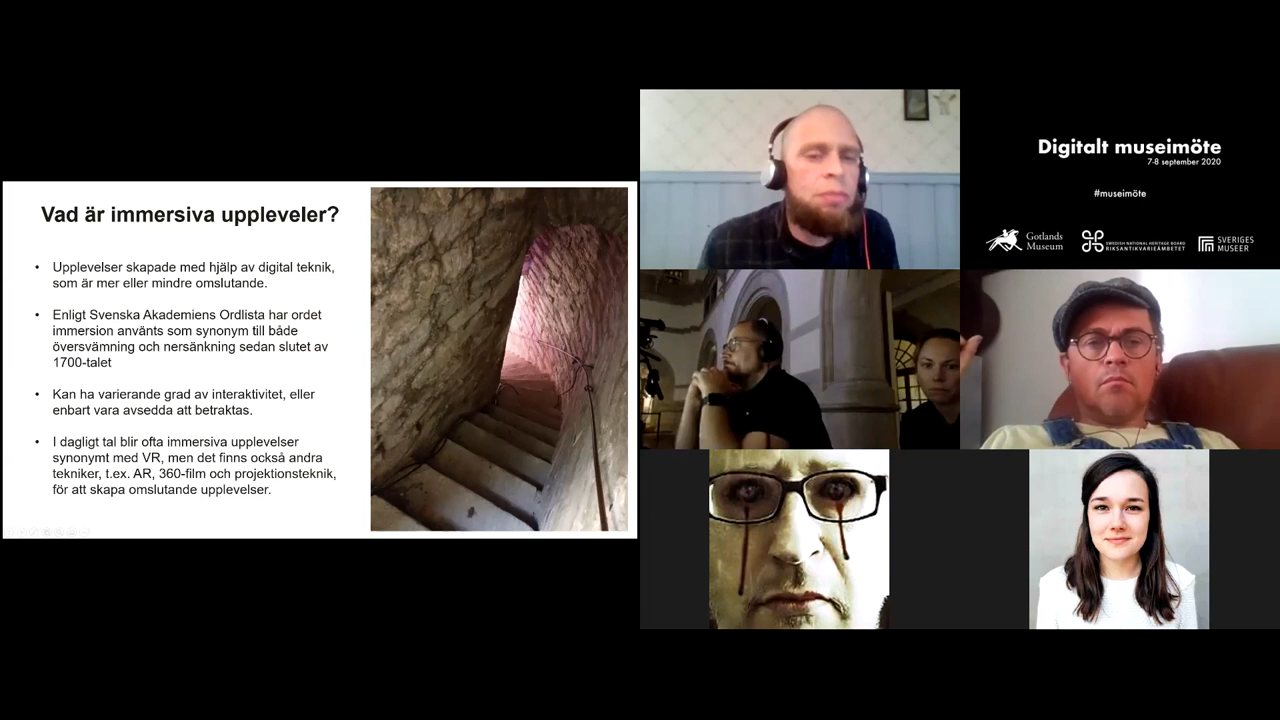 Vad är immersiva uppleveler?
• Upplevelser skapade med hjälp av digital teknik,
som är mer eller mindre omslutande.
• Enligt Svenska Akademiens Ordlista har ordet
immersion använts som synonym till både
översvämning och nersänkning sedan slutet av
1700-talet
• Kan ha varierande grad av interaktivitet, eller
enbart vara avsedda att betraktas.
• I dagligt tal blir ofta immersiva upplevelser
synonymt med VR, men det finns också andra
tekniker, t.ex. AR, 360-film och projektionsteknik,
för att skapa omslutande upplevelser.
Digitalt museimöte
7-8 september 2020
#museimöte
Gotlands
Museum
SWEDISH NATIONAL HERITAGE BOARD
RIKSANTIKVARIEÄMBETET
SVERIGES
MUSEER